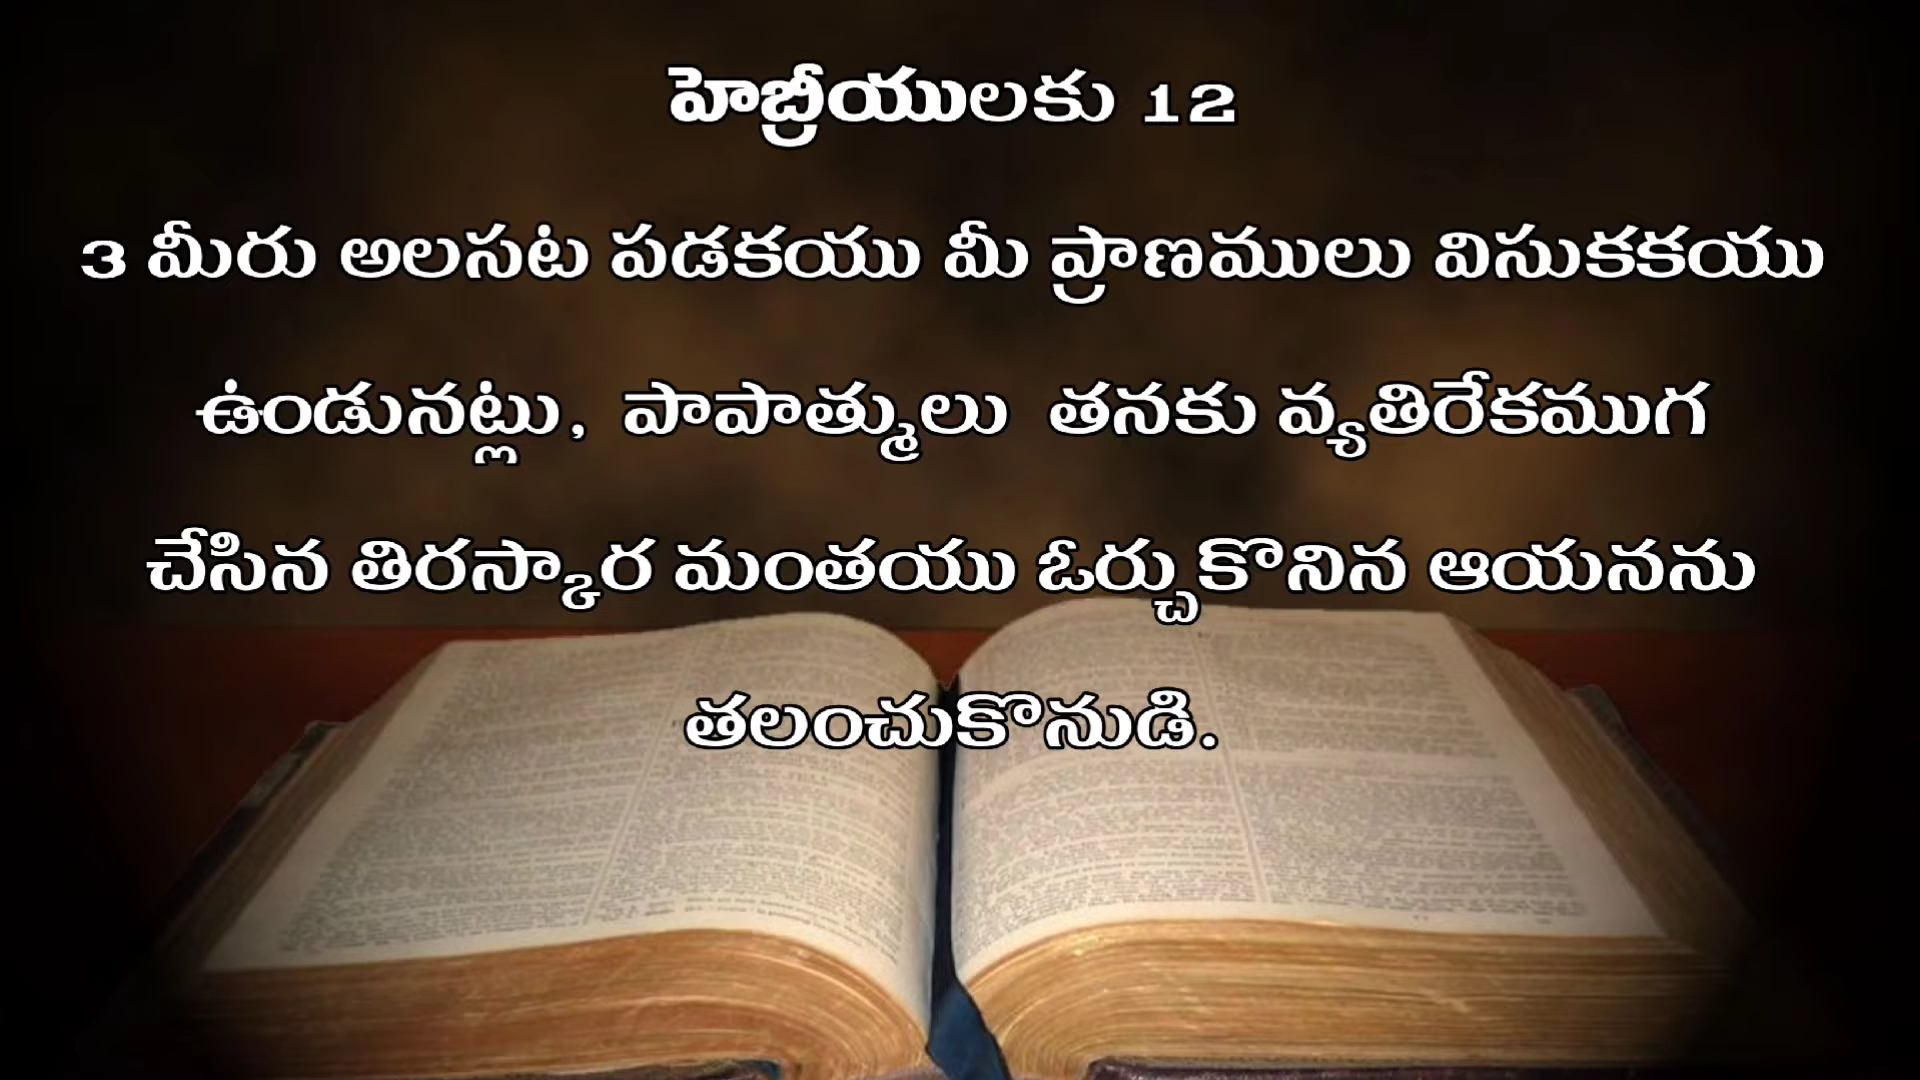 హెబ్రీయులకు 12
3 మీరు అలసట పడకయు మీ ప్రాణములు విసుకకయు
ఉండునట్లు, పాపాత్ములు తనకు వ్యతిరేకముగ
చేసిన తిరస్కార మంతయు ఓర్చుకొనిన ఆయనను
తలంచుకొనుడి.